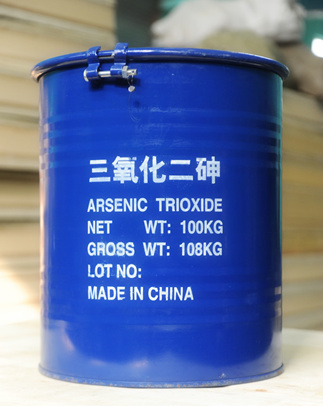 三氧化二砷
ARSENIC TRIOXIDE
NET WT: 100KG
GROSS WT: 108KG
LOT NO:
MADE IN CHINA